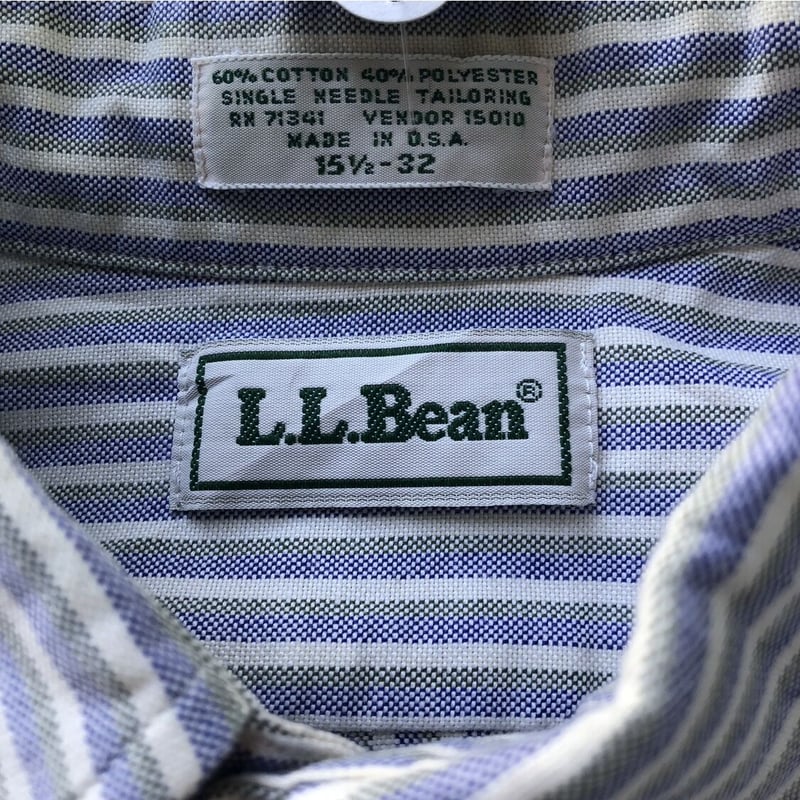 60% COTTON 40% POLYESTER
SINGLE NEEDLE TAILORING
RN 71341 VENDOR 15010
MADE IN U.S.A.
15½-32
L.L.Bean®